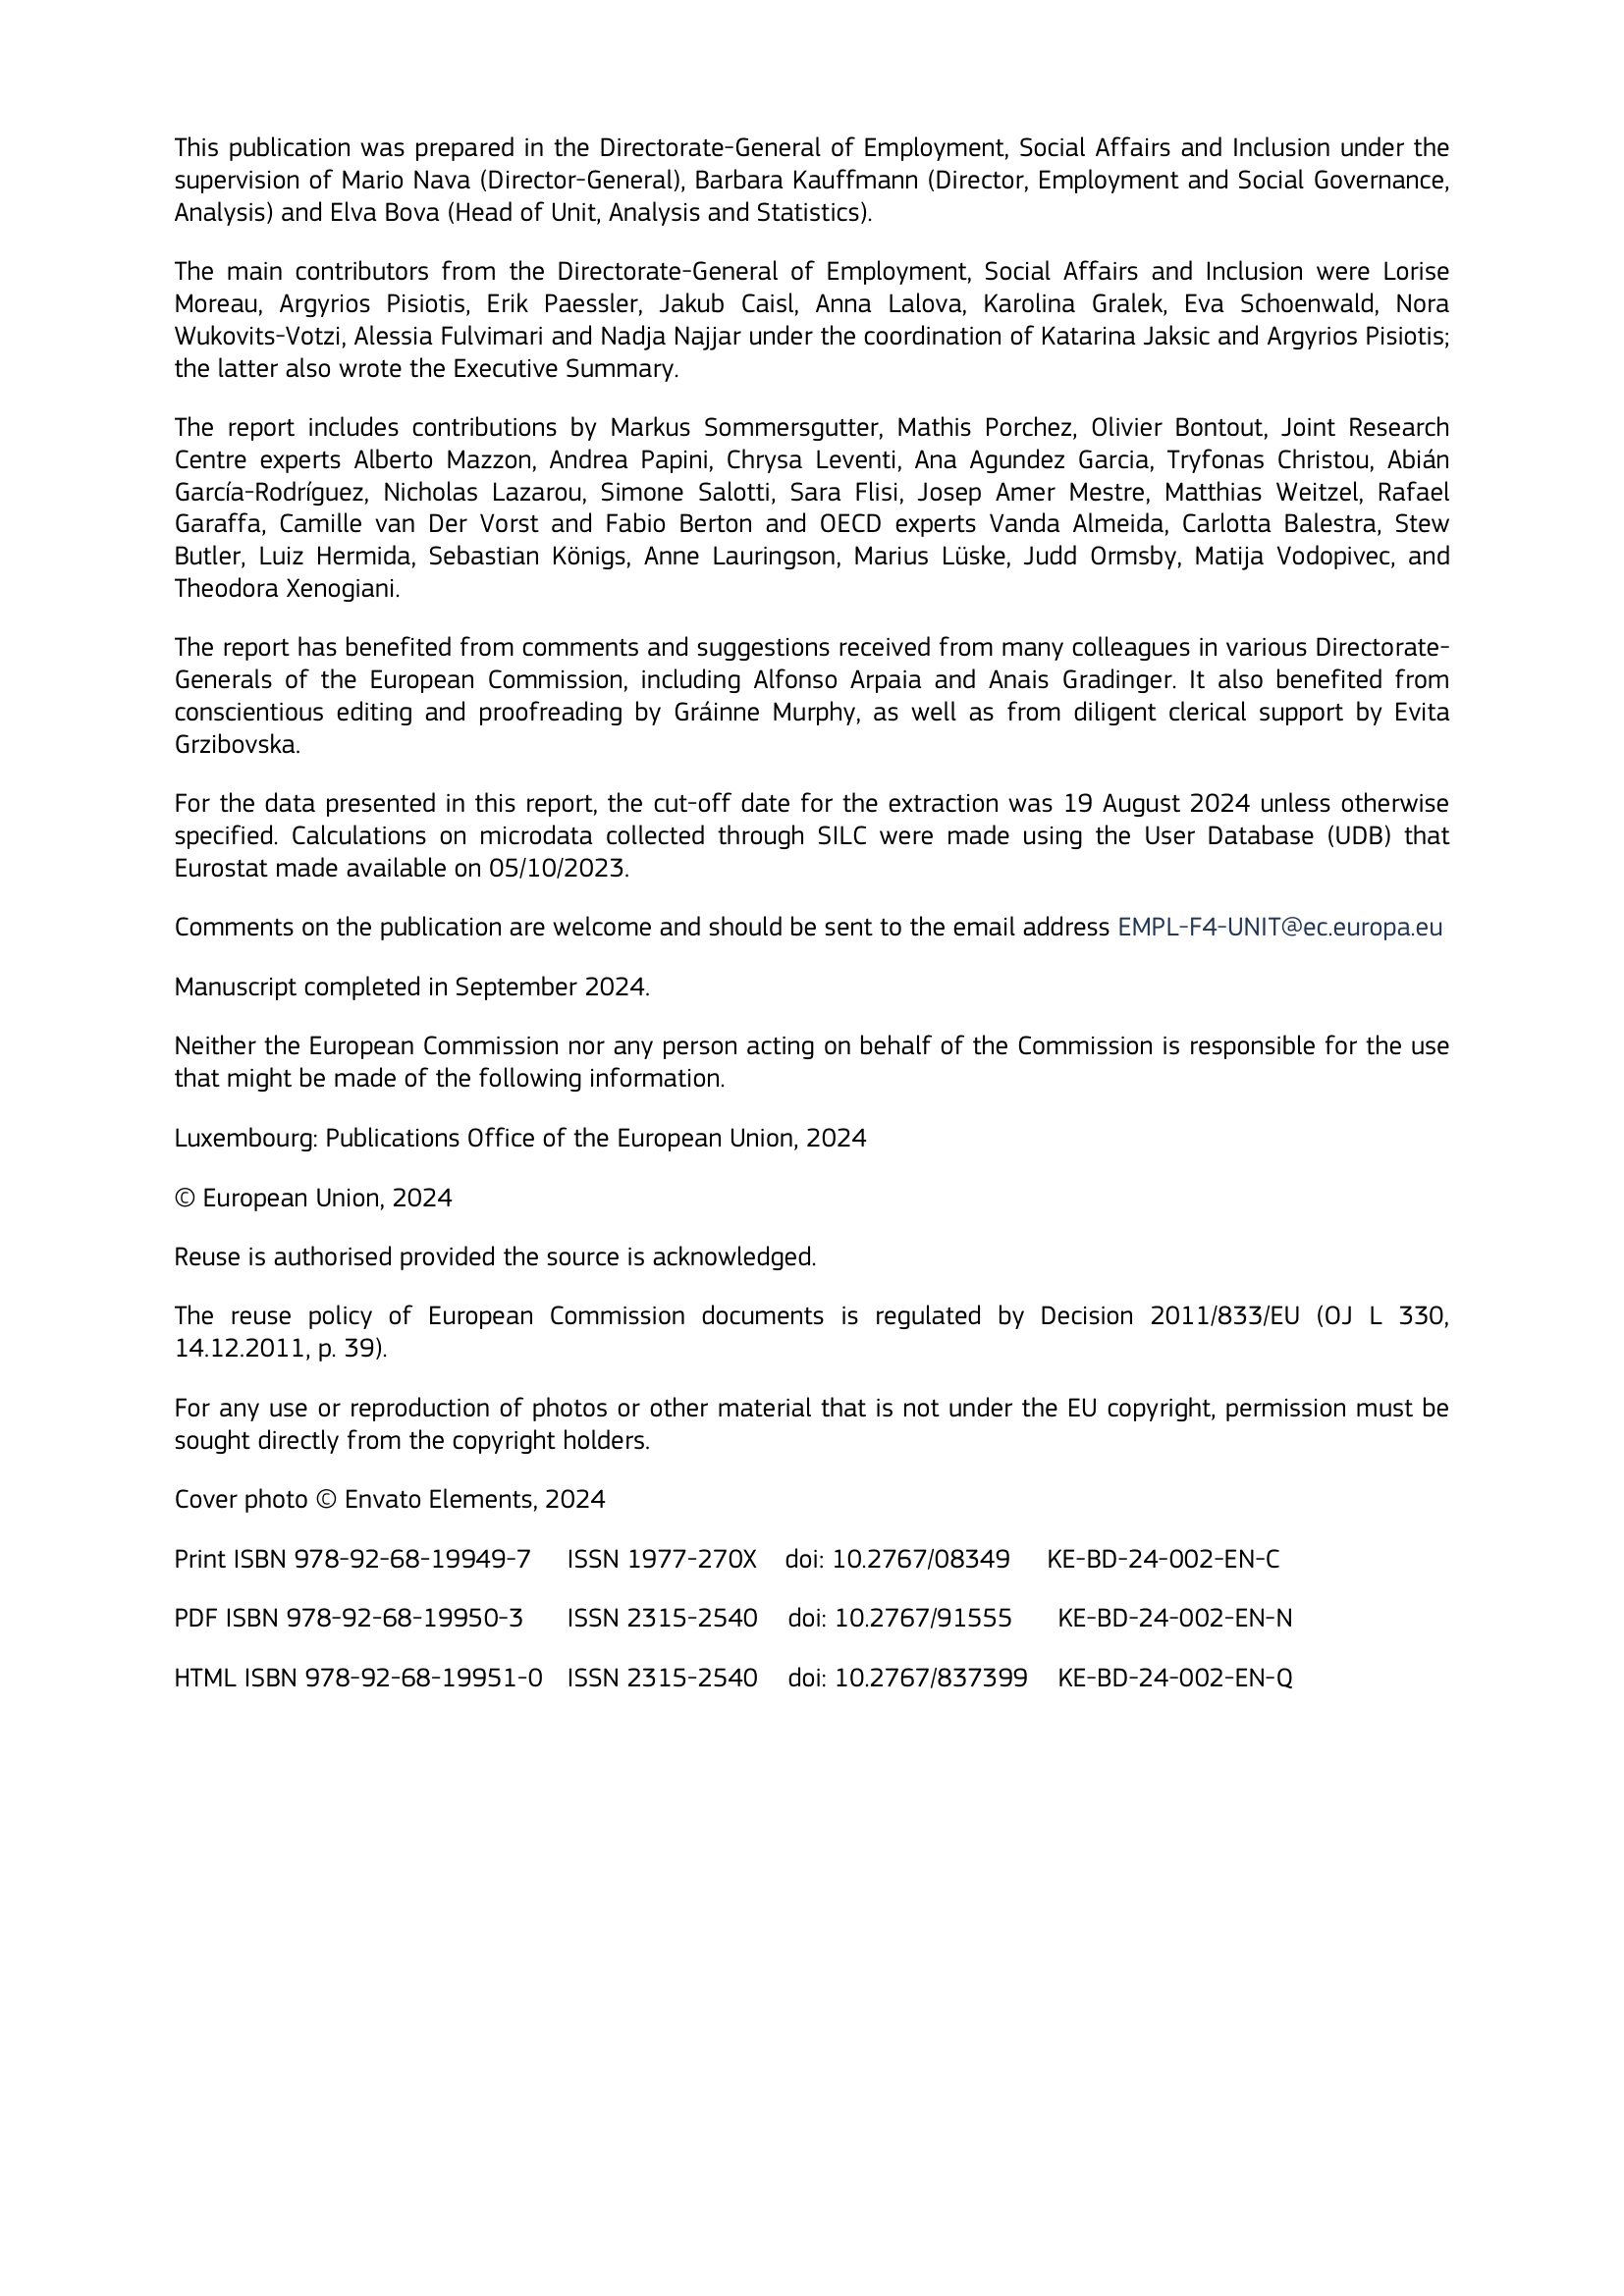 This publication was prepared in the Directorate-General of Employment, Social Affairs and Inclusion under the
supervision of Mario Nava (Director-General), Barbara Kauffmann (Director, Employment and Social Governance,
Analysis) and Elva Bova (Head of Unit, Analysis and Statistics).
The main contributors from the Directorate-General of Employment, Social Affairs and Inclusion were Lorise
Moreau, Argyrios Pisiotis, Erik Paessler, Jakub Caisl, Anna Lalova, Karolina Gralek, Eva Schoenwald, Nora
Wukovits-Votzi, Alessia Fulvimari and Nadja Najjar under the coordination of Katarina Jaksic and Argyrios Pisiotis;
the latter also wrote the Executive Summary.
The report includes contributions by Markus Sommersgutter, Mathis Porchez, Olivier Bontout, Joint Research
Centre experts Alberto Mazzon, Andrea Papini, Chrysa Leventi, Ana Agundez Garcia, Tryfonas Christou, Abián
García-Rodríguez, Nicholas Lazarou, Simone Salotti, Sara Flisi, Josep Amer Mestre, Matthias Weitzel, Rafael
Garaffa, Camille van Der Vorst and Fabio Berton and OECD experts Vanda Almeida, Carlotta Balestra, Stew
Butler, Luiz Hermida, Sebastian Königs, Anne Lauringson, Marius Lüske, Judd Ormsby, Matija Vodopivec, and
Theodora Xenogiani.
The report has benefited from comments and suggestions received from many colleagues in various Directorate-
Generals of the European Commission, including Alfonso Arpaia and Anais Gradinger. It also benefited from
conscientious editing and proofreading by Gráinne Murphy, as well as from diligent clerical support by Evita
Grzibovska.
For the data presented in this report, the cut-off date for the extraction was 19 August 2024 unless otherwise
specified. Calculations on microdata collected through SILC were made using the User Database (UDB) that
Eurostat made available on 05/10/2023.
Comments on the publication are welcome and should be sent to the email address EMPL-F4-UNIT@ec.europa.eu
Manuscript completed in September 2024.
Neither the European Commission nor any person acting on behalf of the Commission is responsible for the use
that might be made of the following information.
Luxembourg: Publications Office of the European Union, 2024
© European Union, 2024
Reuse is authorised provided the source is acknowledged.
The reuse policy of European Commission documents is regulated by Decision 2011/833/EU (OJ L 330,
14.12.2011, p. 39).
For any use or reproduction of photos or other material that is not under the EU copyright, permission must be
sought directly from the copyright holders.
Cover photo © Envato Elements, 2024
Print ISBN 978-92-68-19949-7 ISSN 1977-270X doi: 10.2767/08349 KE-BD-24-002-EN-C
PDF ISBN 978-92-68-19950-3 ISSN 2315-2540 doi: 10.2767/91555 KE-BD-24-002-EN-N
HTML ISBN 978-92-68-19951-0 ISSN 2315-2540 doi: 10.2767/837399 KE-BD-24-002-EN-Q